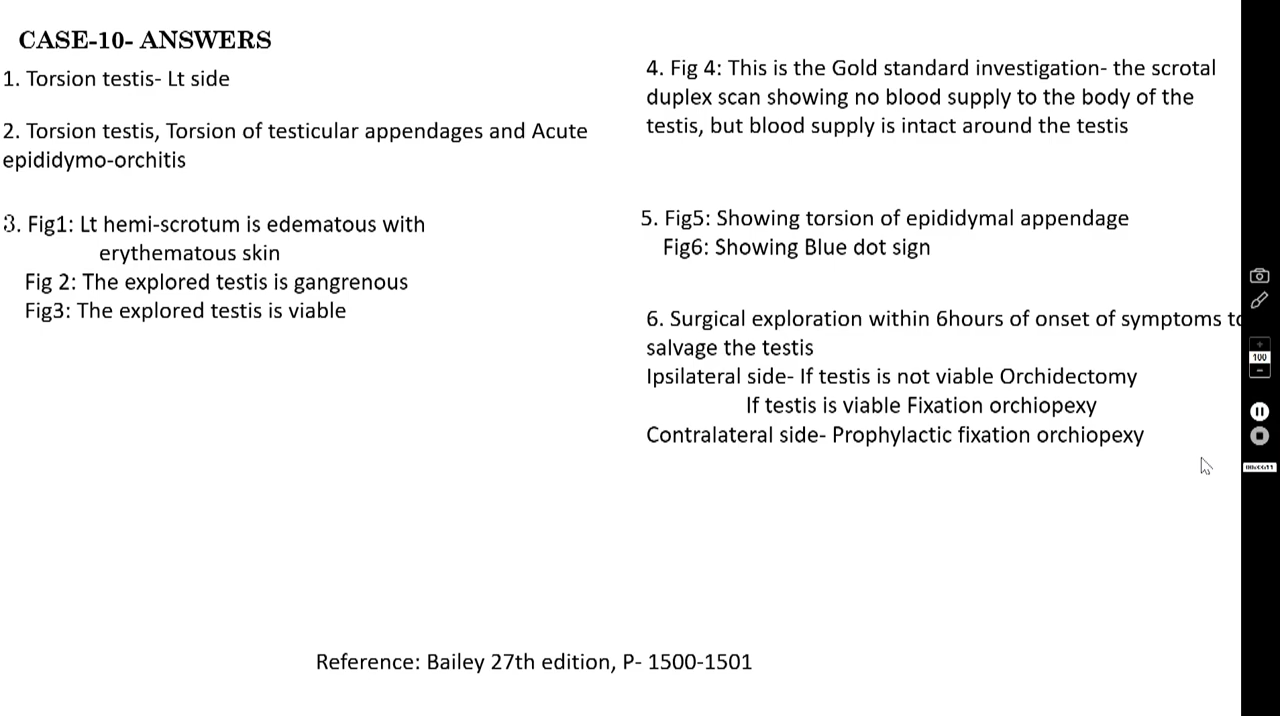 CASE-10- ANSWERS
1. Torsion testis- Lt side
2. Torsion testis, Torsion of testicular appendages and Acute
epididymo-orchitis
3. Fig1: Lt hemi-scrotum is edematous with
erythematous skin
Fig 2: The explored testis is gangrenous
Fig3: The explored testis is viable
4. Fig 4: This is the Gold standard investigation- the scrotal
duplex scan showing no blood supply to the body of the
testis, but blood supply is intact around the testis
5. Fig5: Showing torsion of epididymal appendage
Fig6: Showing Blue dot sign
6. Surgical exploration within 6hours of onset of symptoms to
salvage the testis
Ipsilateral side- If testis is not viable Orchidectomy
If testis is viable Fixation orchiopexy
Contralateral side- Prophylactic fixation orchiopexy
Reference: Bailey 27th edition, P- 1500-1501
100